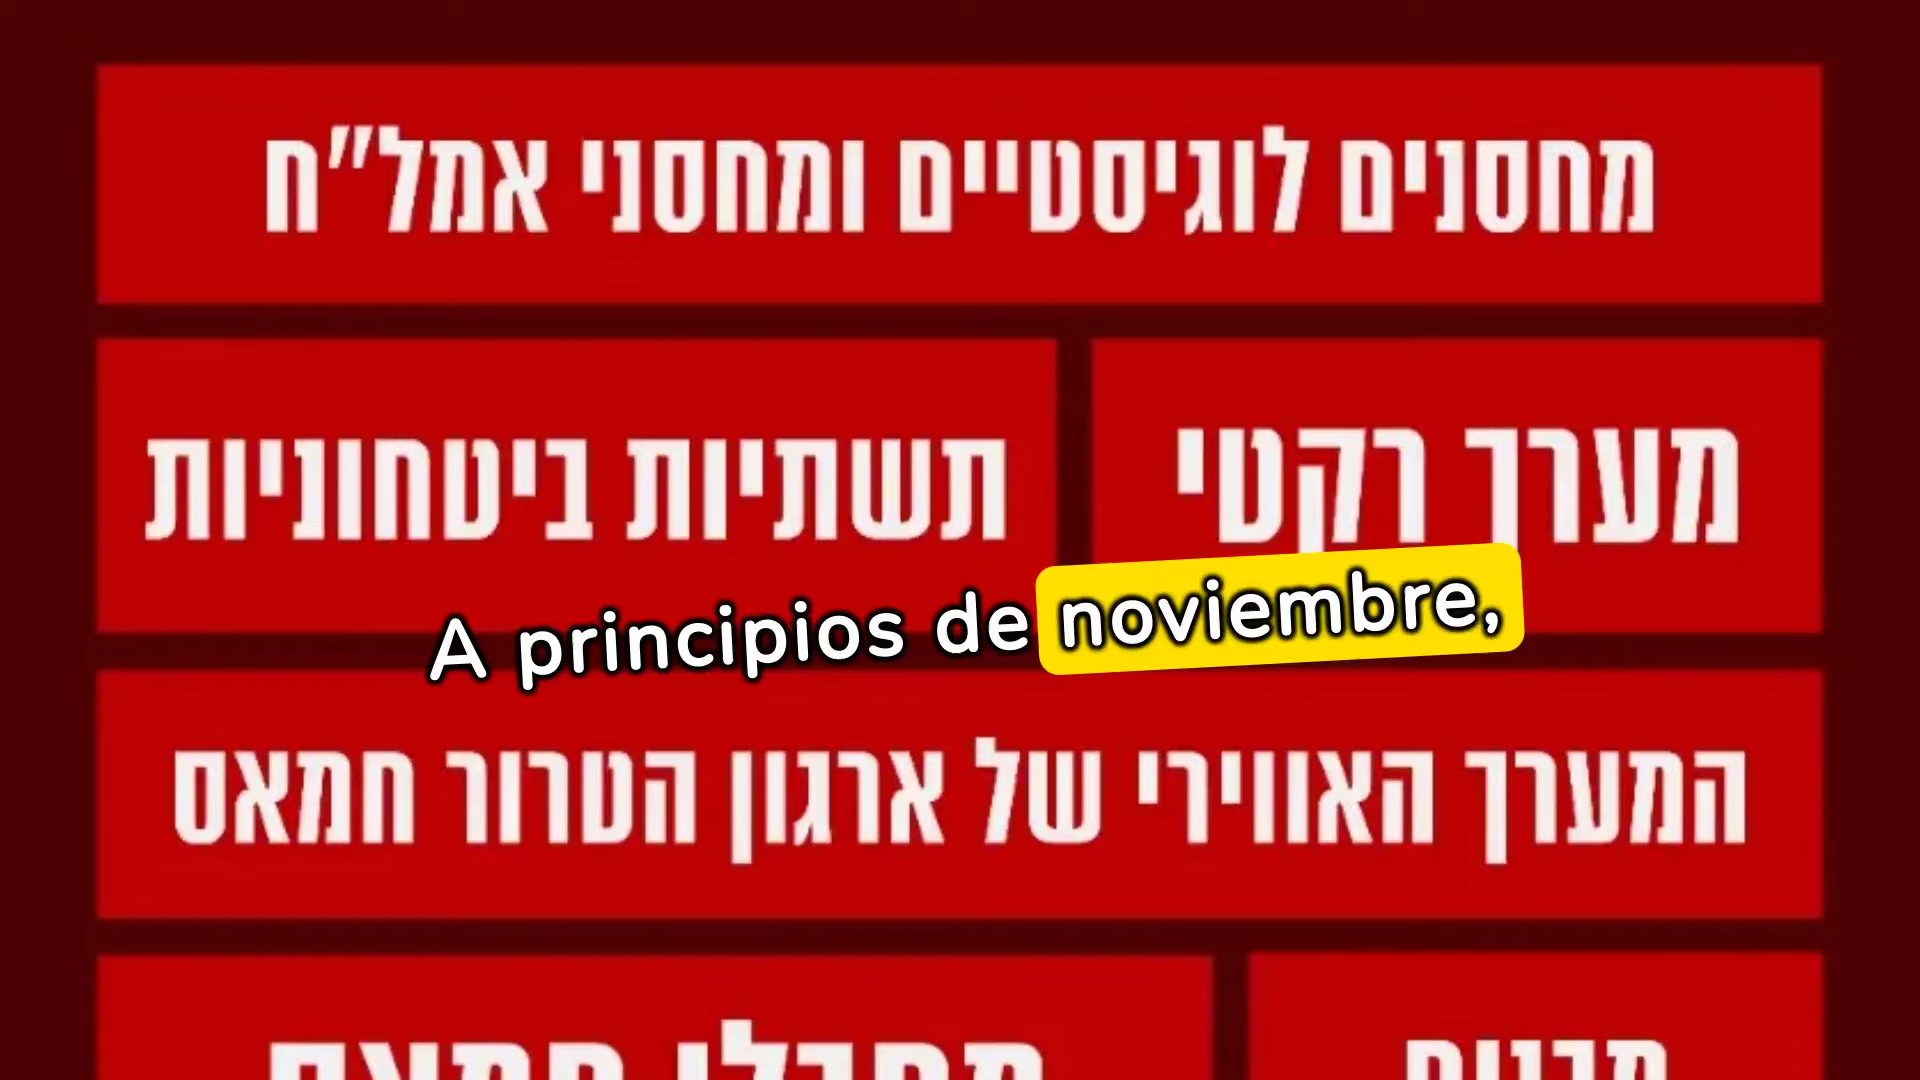 מחסנים לוגיסטיים ומחסני אמל"ח
מערך רקטי
תשתיות ביטחוניות
A principios de noviembre,
המערך האווירי של ארגון הטרור חמאס